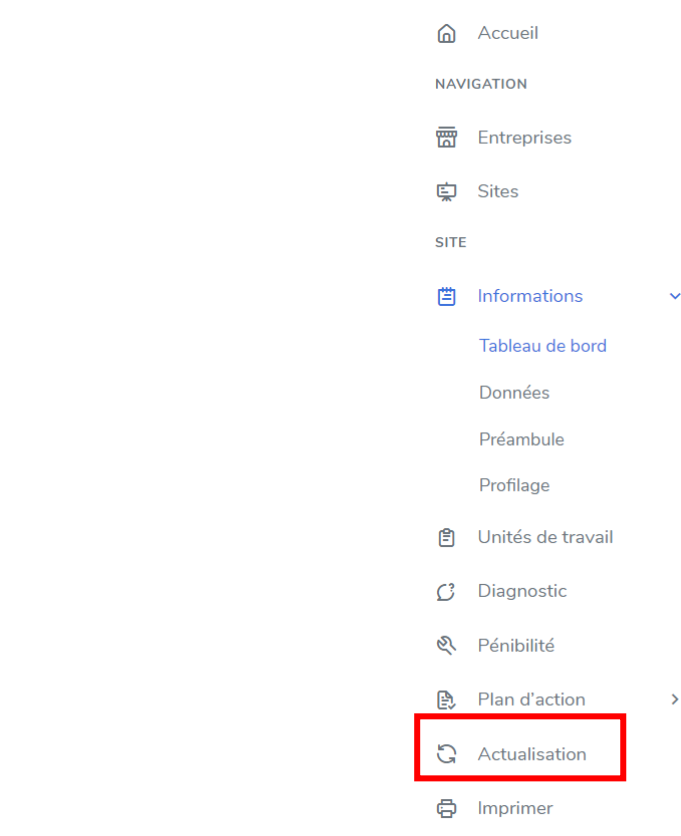 Accueil
NAVIGATION
Entreprises
Sites
SITE
Informations
Tableau de bord
Données
Préambule
Profilage
Unités de travail
Diagnostic
Pénibilité
Plan d'action
Actualisation
Imprimer